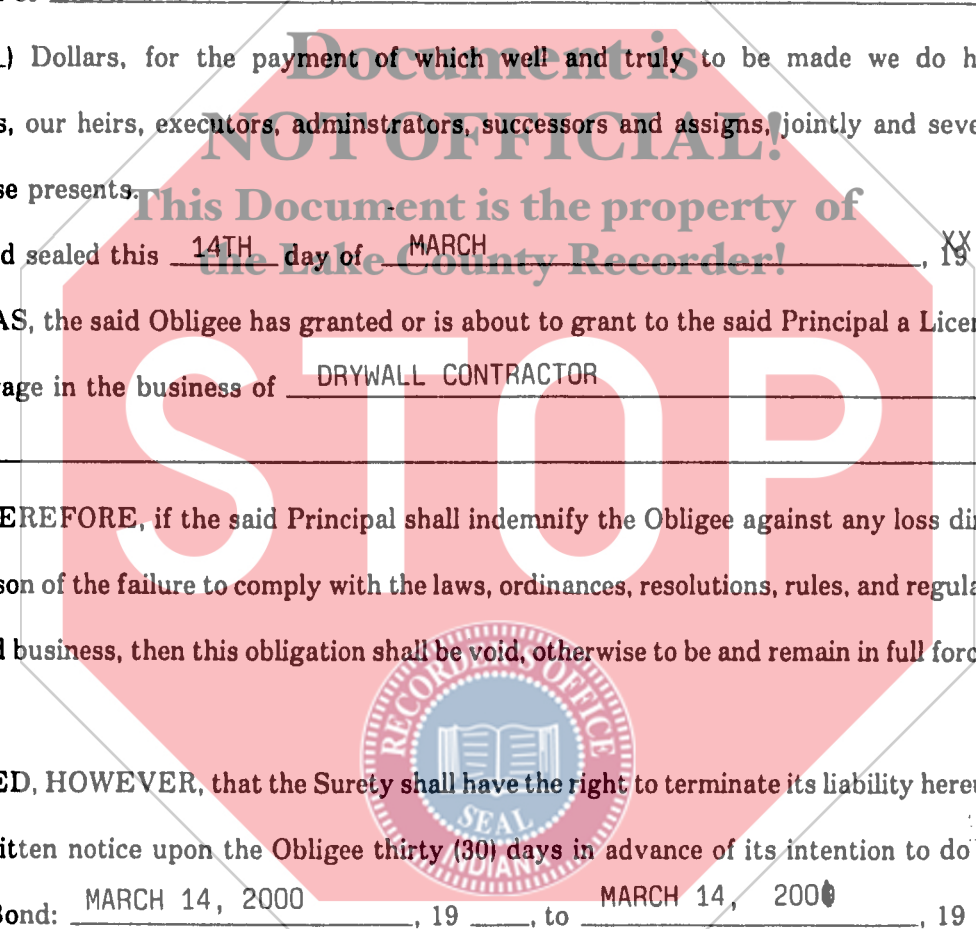 ) Dollars, for the payment of which well and truly to be made we do h
Document is
s, our heirs, executors, adminstrators, successors and assigns, jointly and seve
NOT OFFICIAL!
se presents.
This Document is the property of
d sealed this 14TH day of MARCH , 19 XX
the Lake County Recorder!
AS, the said Obligee has granted or is about to grant to the said Principal a Licen
age in the business of DRYWALL CONTRACTOR
STOP
EREFORE, if the said Principal shall indemnify the Obligee against any loss dir
son of the failure to comply with the laws, ordinances, resolutions, rules, and regula
d business, then this obligation shall be void, otherwise to be and remain in full forc
RECORDER'S OFFICE
ED, HOWEVER, that the Surety shall have the right to terminate its liability hereu
SEAL
itten notice upon the Obligee thirty (30) days in advance of its intention to do
INDIANA
Bond: MARCH 14, 2000 , 19 , to MARCH 14, , 19